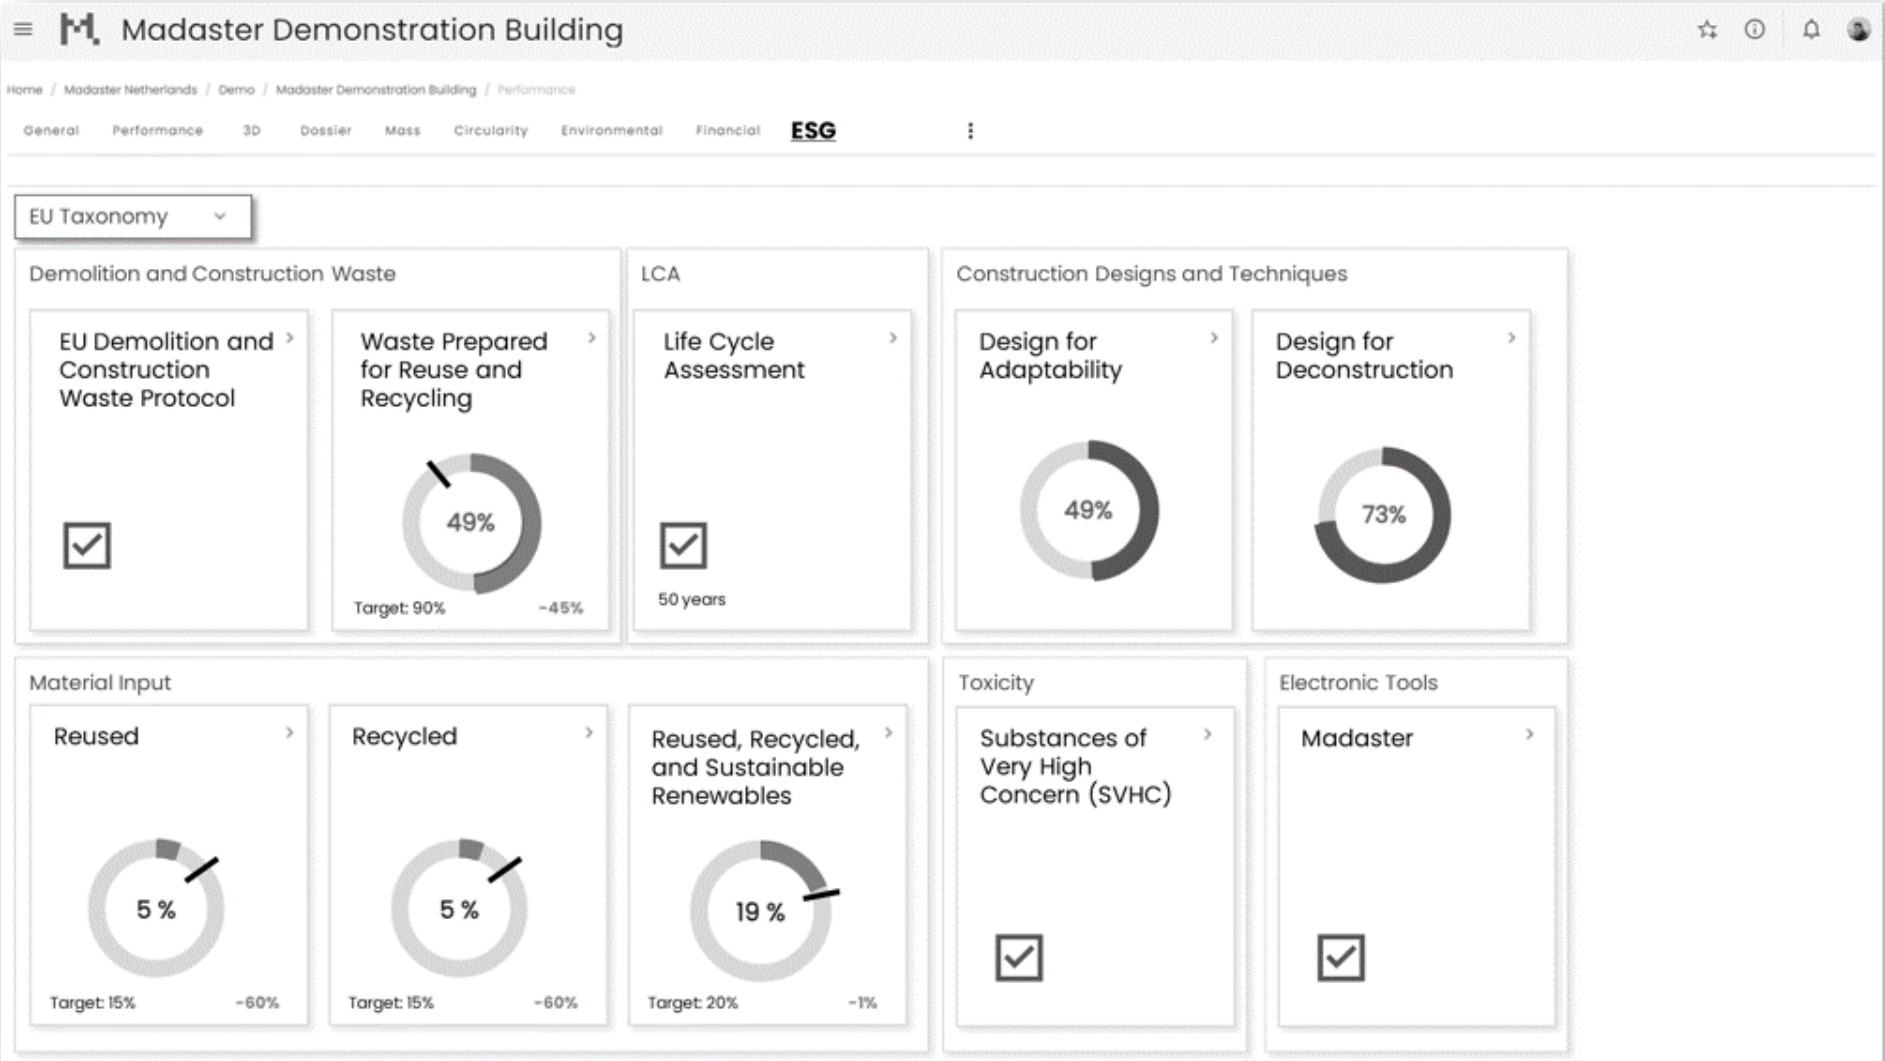 M. Madaster Demonstration Building
Home / Madaster Netherlands / Demo / Madaster Demonstration Building / Performance
General Performance 3D Dossier Mass Circularity Environmental Financial ESG
EU Taxonomy
Demolition and Construction Waste
EU Demolition and
Construction
Waste Protocol
Waste Prepared
for Reuse and
Recycling
49%
Target: 90% -45%
LCA
Life Cycle
Assessment
50 years
Construction Designs and Techniques
Design for
Adaptability
49%
Design for
Deconstruction
73%
Material Input
Reused
5 %
Target: 15% -60%
Recycled
5 %
Target: 15% -60%
Reused, Recycled,
and Sustainable
Renewables
19 %
Target: 20% -1%
Toxicity
Substances of
Very High
Concern (SVHC)
Electronic Tools
Madaster